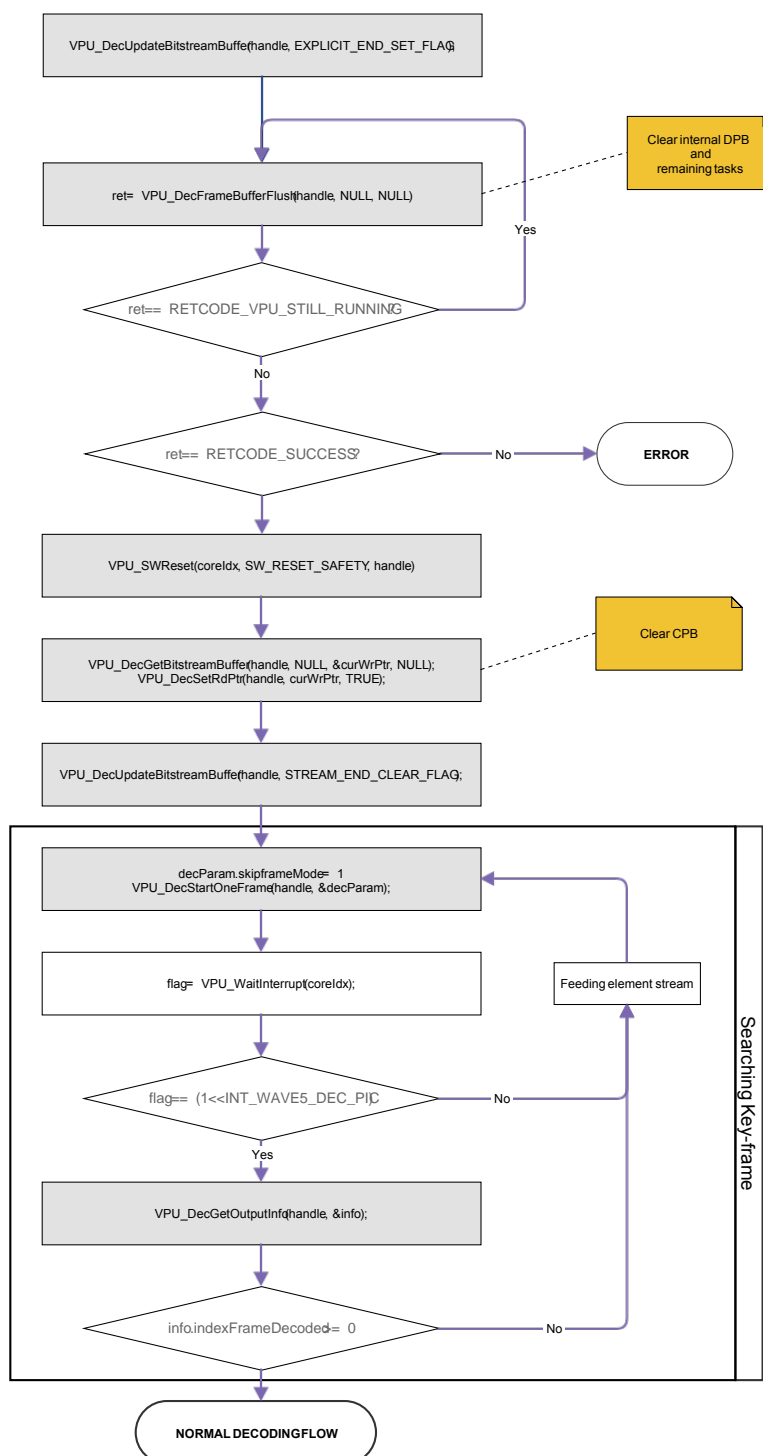 VPU_DecUpdateBitstreamBuffer(handle, EXPLICIT_END_SET_FLAG);
Clear internal DPB
and
remaining tasks
ret= VPU_DecFrameBufferFlush(handle, NULL, NULL)
Yes
ret== RETCODE_VPU_STILL_RUNNING?
No
ret== RETCODE_SUCCESS?
No
ERROR
VPU_SWReset(coreIdx, SW_RESET_SAFETY, handle)
VPU_DecGetBitstreamBuffer(handle, NULL, &curWrPtr, NULL);
VPU_DecSetRdPtr(handle, curWrPtr, TRUE);
Clear CPB
VPU_DecUpdateBitstreamBuffer(handle, STREAM_END_CLEAR_FLAG);
decParam.skipframeMode= 1
VPU_DecStartOneFrame(handle, &decParam);
flag= VPU_WaitInterrupt(coreIdx);
Feeding element stream
Searching Key-frame
flag== (1<<INT_WAVE5_DEC_PIC)
No
Yes
VPU_DecGetOutputInfo(handle, &info);
info.indexFrameDecoded>= 0
No
NORMAL DECODING FLOW